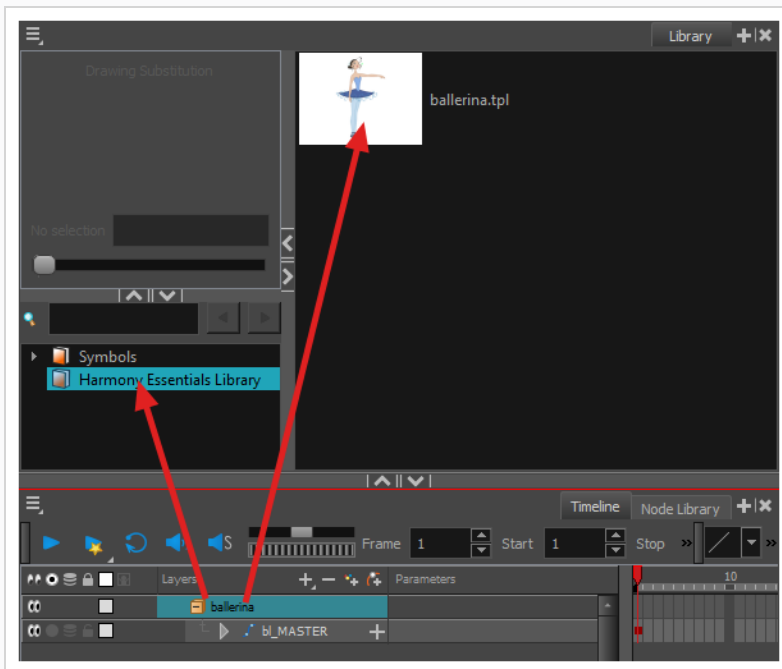 Library
Drawing Substitution
ballerina.tpl
No selection
Symbols
Harmony Essentials Library
Timeline
Node Library
S
Frame 1 Start 1 Stop
Layers Parameters 10
ballerina
bl_MASTER